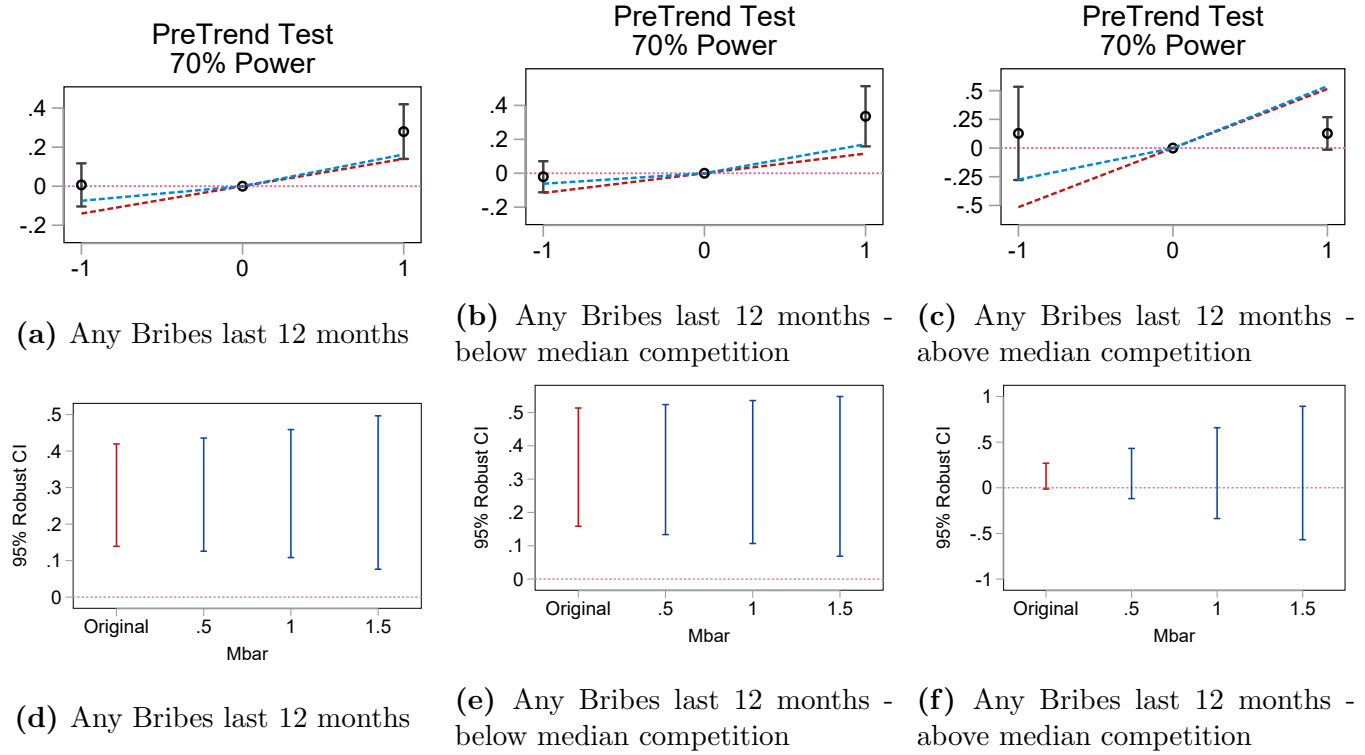 PreTrend Test
70% Power
.4
.2
0
-.2
-1
0
1
(a) Any Bribes last 12 months
PreTrend Test
70% Power
.4
.2
0
-.2
-1
0
1
(b) Any Bribes last 12 months -
below median competition
PreTrend Test
70% Power
.5
.25
0
-.25
-.5
-1
0
1
(c) Any Bribes last 12 months -
above median competition
95% Robust CI
.5
.4
.3
.2
.1
0
Original .5 1 1.5
Mbar
(d) Any Bribes last 12 months
95% Robust CI
.5
.4
.3
.2
.1
0
Original .5 1 1.5
Mbar
(e) Any Bribes last 12 months -
below median competition
95% Robust CI
1
.5
0
-.5
-1
Original .5 1 1.5
Mbar
(f) Any Bribes last 12 months -
above median competition